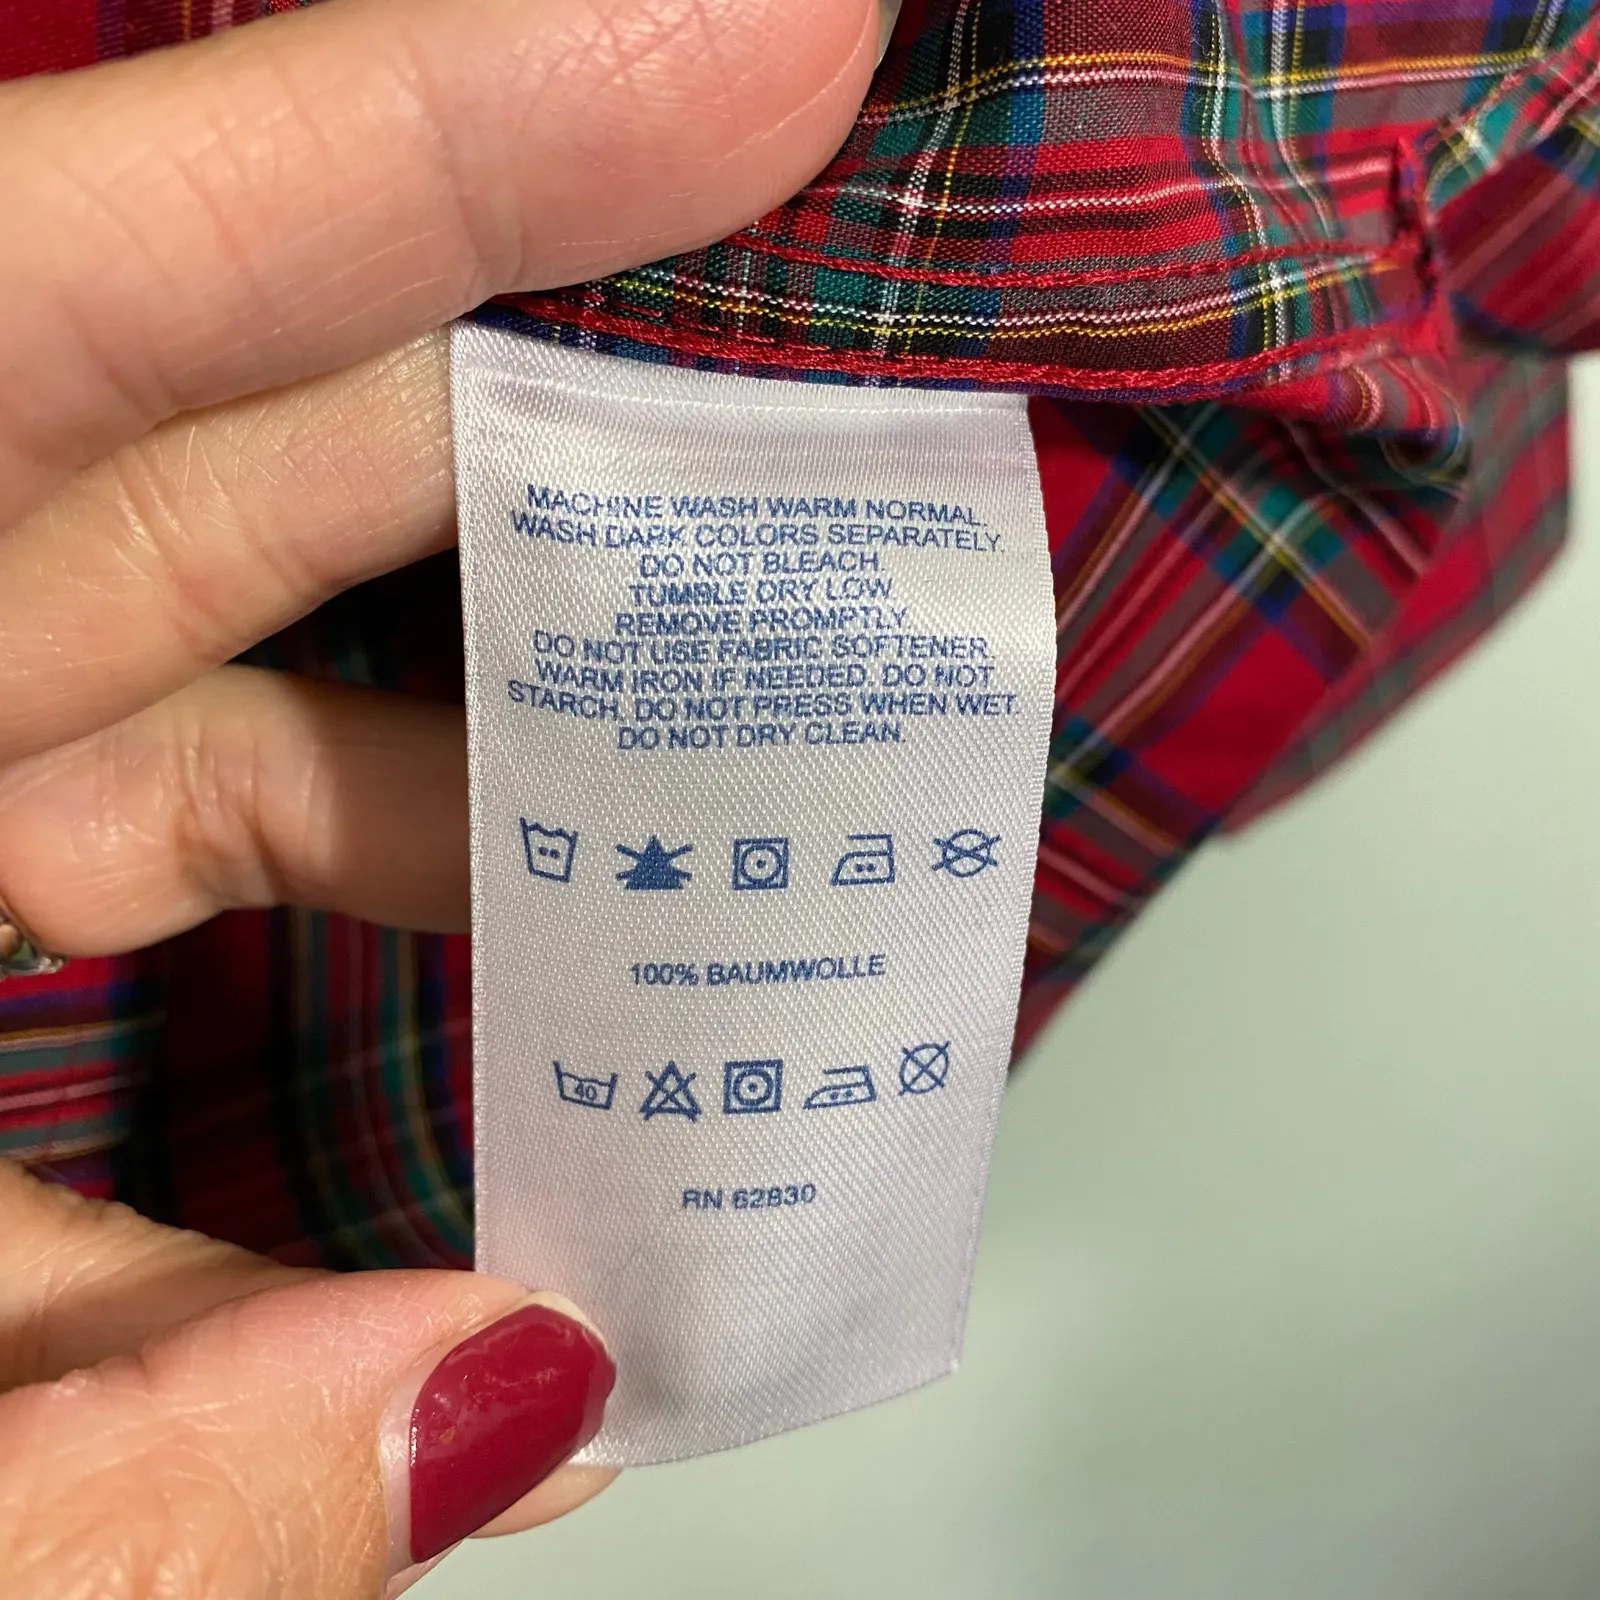 MACHINE WASH WARM NORMAL.
WASH DARK COLORS SEPARATELY.
DO NOT BLEACH.
TUMBLE DRY LOW.
REMOVE PROMPTLY.
DO NOT USE FABRIC SOFTENER.
WARM IRON IF NEEDED. DO NOT
STARCH. DO NOT PRESS WHEN WET.
DO NOT DRY CLEAN.
100% BAUMWOLLE
40
RN 62830